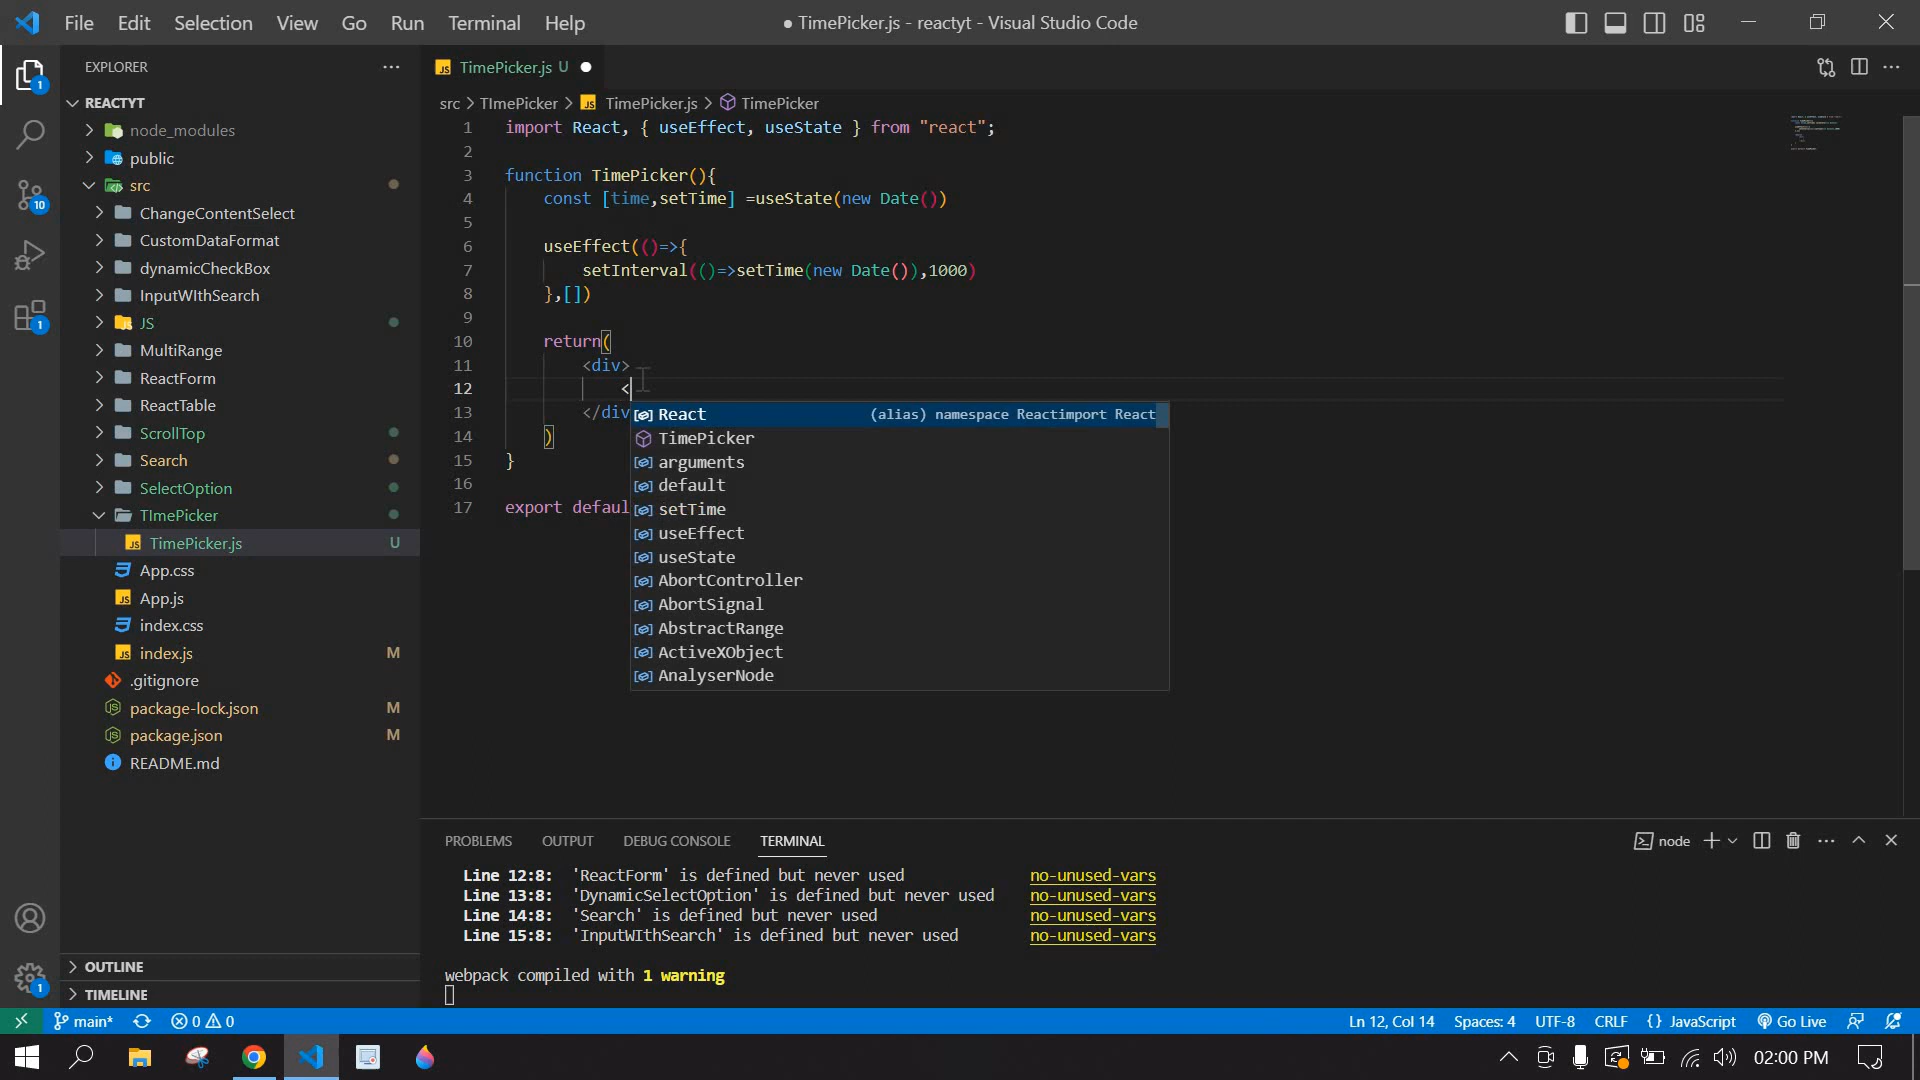 File Edit Selection View Go Run Terminal Help ● TimePicker.js - reactyt - Visual Studio Code
EXPLORER
REACTYT
node_modules
public
src
ChangeContentSelect
CustomDataFormat
dynamicCheckBox
InputWIthSearch
JS
MultiRange
ReactForm
ReactTable
ScrollTop
Search
SelectOption
TImePicker
TimePicker.js U
App.css
App.js
index.css
index.js M
.gitignore
package-lock.json M
package.json M
README.md
OUTLINE
TIMELINE
1
10
1
1
TimePicker.js U
src > TImePicker > TimePicker.js > TimePicker
1 import React, { useEffect, useState } from "react";
2
3 function TimePicker(){
4 const [time,setTime] =useState(new Date())
5
6 useEffect(()=>{
7 setInterval(()=>setTime(new Date()),1000)
8 },[])
9
10 return(
11 <div>
12 <
13 </div
14 )
15 }
16
17 export defaul
React (alias) namespace Reactimport React
TimePicker
arguments
default
setTime
useEffect
useState
AbortController
AbortSignal
AbstractRange
ActiveXObject
AnalyserNode
PROBLEMS OUTPUT DEBUG CONSOLE TERMINAL node
Line 12:8: 'ReactForm' is defined but never used no-unused-vars
Line 13:8: 'DynamicSelectOption' is defined but never used no-unused-vars
Line 14:8: 'Search' is defined but never used no-unused-vars
Line 15:8: 'InputWIthSearch' is defined but never used no-unused-vars
webpack compiled with 1 warning
main* 0 0 Ln 12, Col 14 Spaces: 4 UTF-8 CRLF {} JavaScript Go Live
02:00 PM